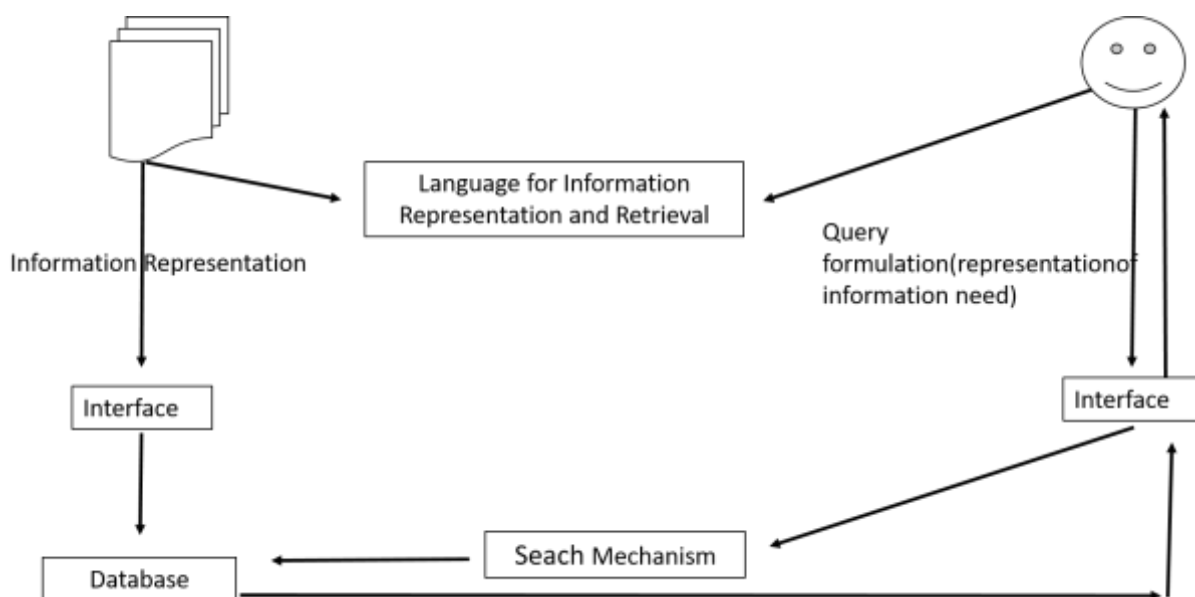 Language for Information
Representation and Retrieval
Query
formulation(representationof
information need)
Information Representation
Interface
Interface
Seach Mechanism
Database